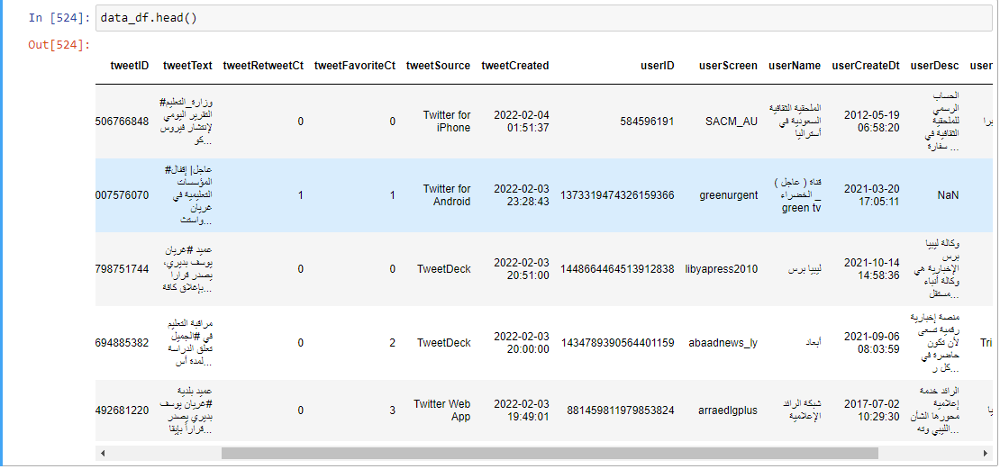 In [524]: data_df.head()
Out[524]:
tweetID tweetText tweetRetweetCt tweetFavoriteCt tweetSource tweetCreated userID userScreen userName userCreateDt userDesc user
506766848 0 0 584596191 SACM_AU
#وزارة_التعليم
التقرير اليومي
لإنتشار فيروس
كو...
Twitter for
iPhone
2022-02-04
01:51:37
الملحقية الثقافية
السعودية في
أستراليا
2012-05-19
06:58:20
الحساب
الرسمي
للملحقية
الثقافية في
سفارة ...
يرا
007576070 1 1 1373319474326159366 greenurgent NaN
#عاجل| إقفال
المؤسسات
التعليمية في
غريان
واستث...
Twitter for
Android
2022-02-03
23:28:43
قناة ( عاجل )
_ الخضراء
green tv
2021-03-20
17:05:11
798751744 0 0 TweetDeck 1448664464513912838 libyapress2010 ليبيا برس
عميد #غريان
يوسف بديري،
يصدر قرارا
بإغلاق كافة...
2022-02-03
20:51:00
2021-10-14
14:58:36
وكالة ليبيا
برس
الإخبارية هي
وكالة أنباء
مستقل...
694885382 0 2 TweetDeck 1434789390564401159 abaadnews_ly أبعاد Tri
مراقبة التعليم
في #الجميل
تعلق الدراسة
لمدة أس...
2022-02-03
20:00:00
2021-09-06
08:03:59
منصة إخبارية
رقمية تسعى
لأن تكون
حاضرة في
كل ر...
492681220 0 3 881459811979853824 arraedlgplus
عميد بلدية
#غريان يوسف
بديري يصدر
قراراً بإيقا...
Twitter Web
App
2022-02-03
19:49:01
شبكة الرائد
الإعلامية
2017-07-02
10:29:30
الرائد خدمة
إعلامية
محورها الشأن
الليبي وته...
يا